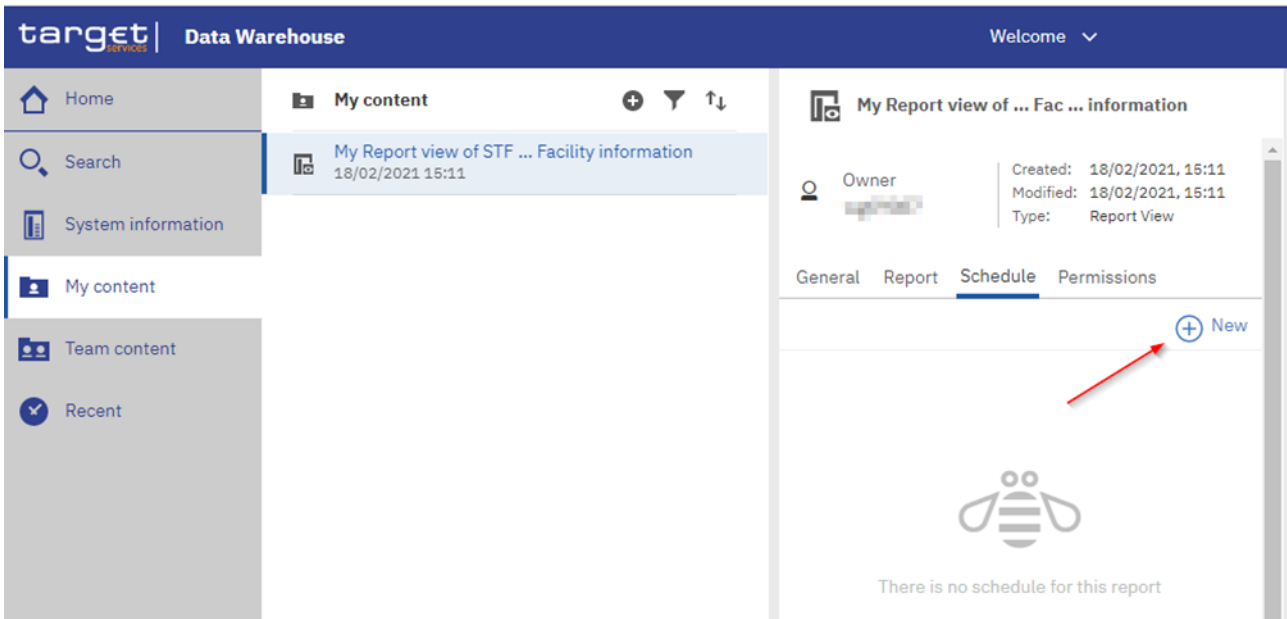 target services | Data Warehouse
Welcome
Home
Search
System information
My content
Team content
Recent
My content
My Report view of STF ... Facility information
18/02/2021 15:11
My Report view of ... Fac ... information
Owner
Created: 18/02/2021, 15:11
Modified: 18/02/2021, 15:11
Type: Report View
General Report Schedule Permissions
New
There is no schedule for this report